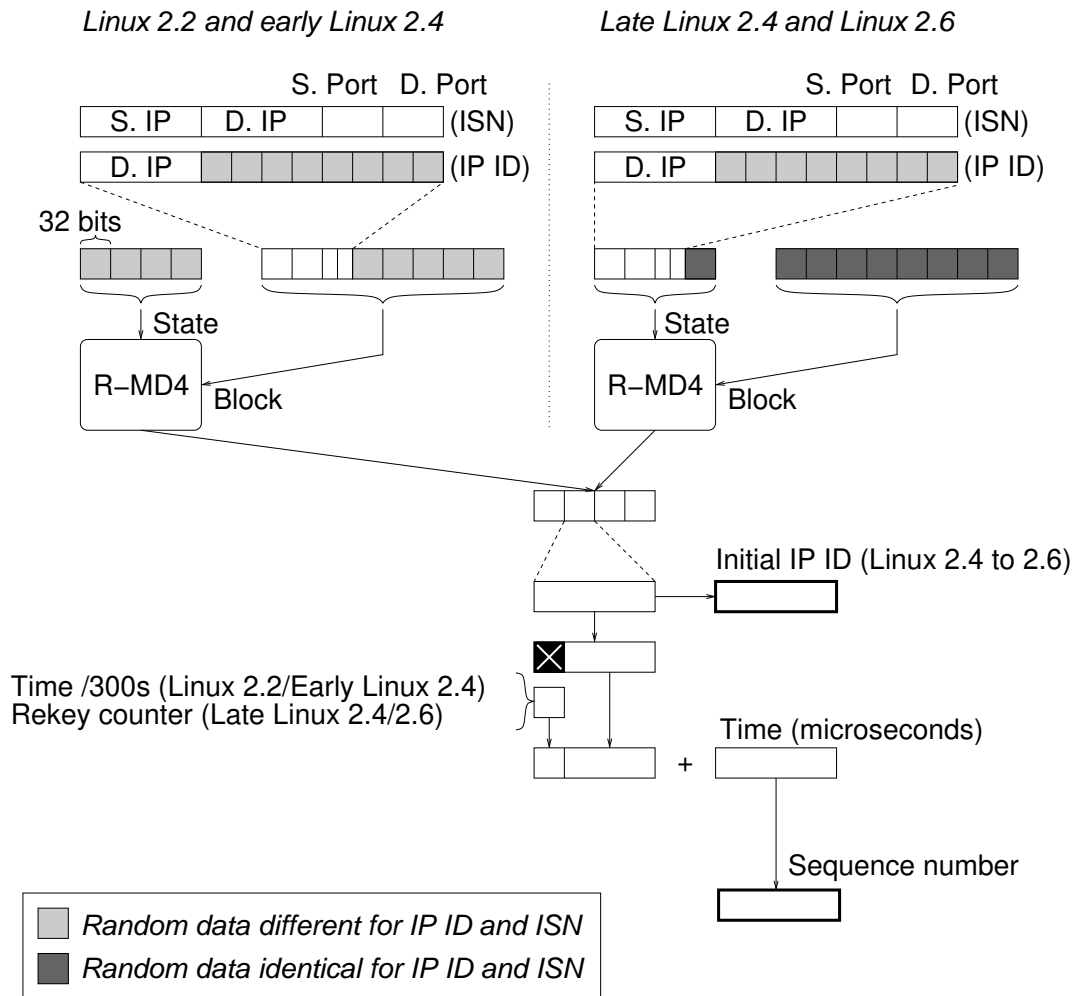 Linux 2.2 and early Linux 2.4
Late Linux 2.4 and Linux 2.6
S. Port D. Port
S. IP D. IP (ISN)
D. IP (IP ID)
32 bits
State
R−MD4
Block
S. Port D. Port
S. IP D. IP (ISN)
D. IP (IP ID)
State
R−MD4
Block
Initial IP ID (Linux 2.4 to 2.6)
Time /300s (Linux 2.2/Early Linux 2.4)
Rekey counter (Late Linux 2.4/2.6)
Time (microseconds)
+
Sequence number
Random data different for IP ID and ISN
Random data identical for IP ID and ISN